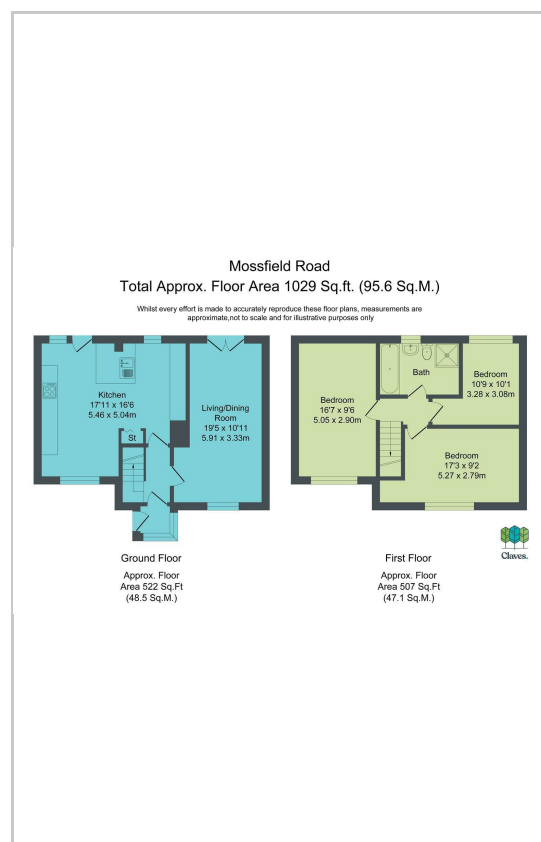 Mossfield Road
Total Approx. Floor Area 1029 Sq.ft. (95.6 Sq.M.)
Whilst every effort is made to accurately reproduce these floor plans, measurements are
approximate,not to scale and for illustrative purposes only
Kitchen
17'11 x 16'6
5.46 x 5.04m
St
Living/Dining
Room
19'5 x 10'11
5.91 x 3.33m
Bedroom
16'7 x 9'6
5.05 x 2.90m
Bath
Bedroom
10'9 x 10'1
3.28 x 3.08m
Bedroom
17'3 x 9'2
5.27 x 2.79m
Claves.
Ground Floor
Approx. Floor
Area 522 Sq.Ft
(48.5 Sq.M.)
First Floor
Approx. Floor
Area 507 Sq.Ft
(47.1 Sq.M.)